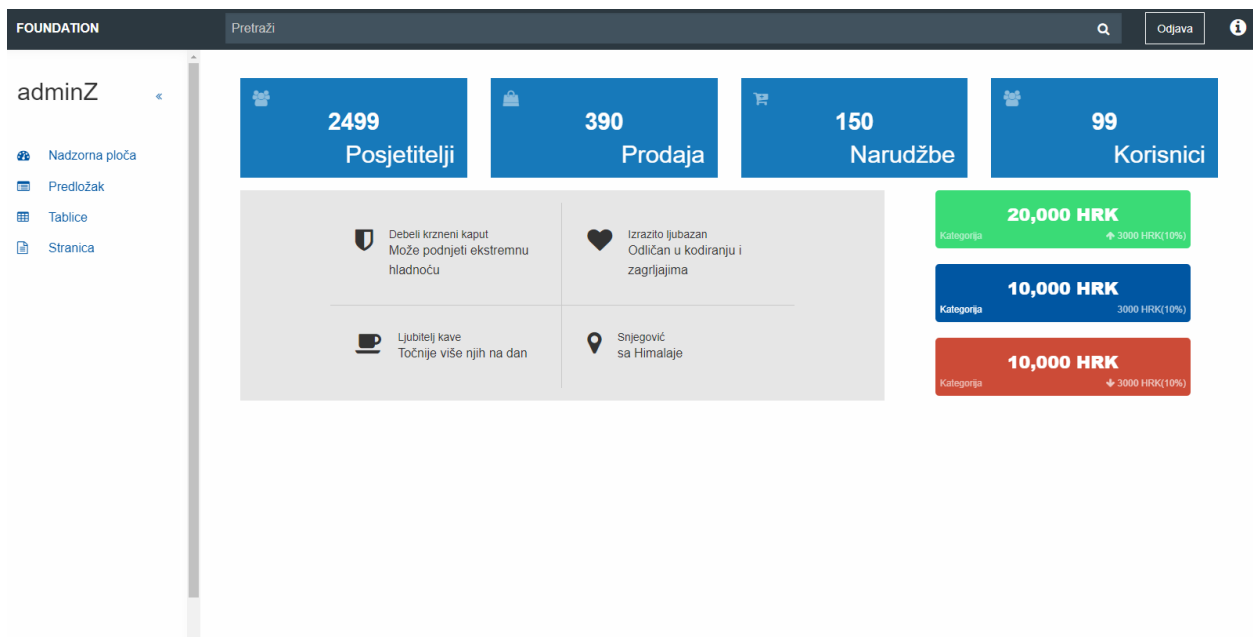 FOUNDATION
Pretraži
Odjava
adminZ
«
Nadzorna ploča
Predložak
Tablice
Stranica
2499
Posjetitelji
390
Prodaja
150
Narudžbe
99
Korisnici
Debeli krzneni kaput
Može podnjeti ekstremnu
hladnoću
Izrazito ljubazan
Odličan u kodiranju i
zagrljajima
Ljubitelj kave
Točnije više njih na dan
Snjegović
sa Himalaje
20,000 HRK
Kategorija
3000 HRK(10%)
10,000 HRK
Kategorija
3000 HRK(10%)
10,000 HRK
Kategorija
3000 HRK(10%)